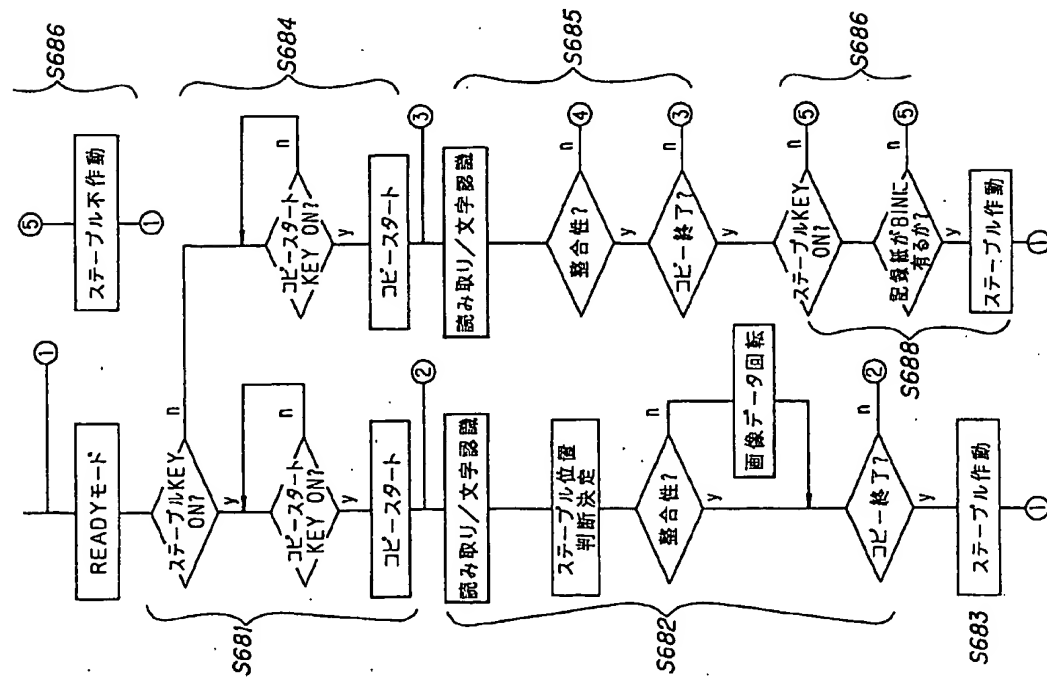 ①
READYモード
ステープルKEY
ON?
n
y
コピースタート
KEY ON?
n
y
コピースタート
②
S681
読み取り/文字認識
ステープル位置
判断決定
整合性?
n
y
画像データ回転
コピー終了?
n
②
y
S682
ステープル作動
S683
①
⑤
ステープル不作動
①
S686
コピースタート
KEY ON?
n
y
コピースタート
③
S684
読み取り/文字認識
整合性?
n
④
y
コピー終了?
n
③
y
S685
ステープルKEY
ON?
n
⑤
記録紙がBINに
有るか?
n
⑤
y
ステープル作動
①
S688
S686